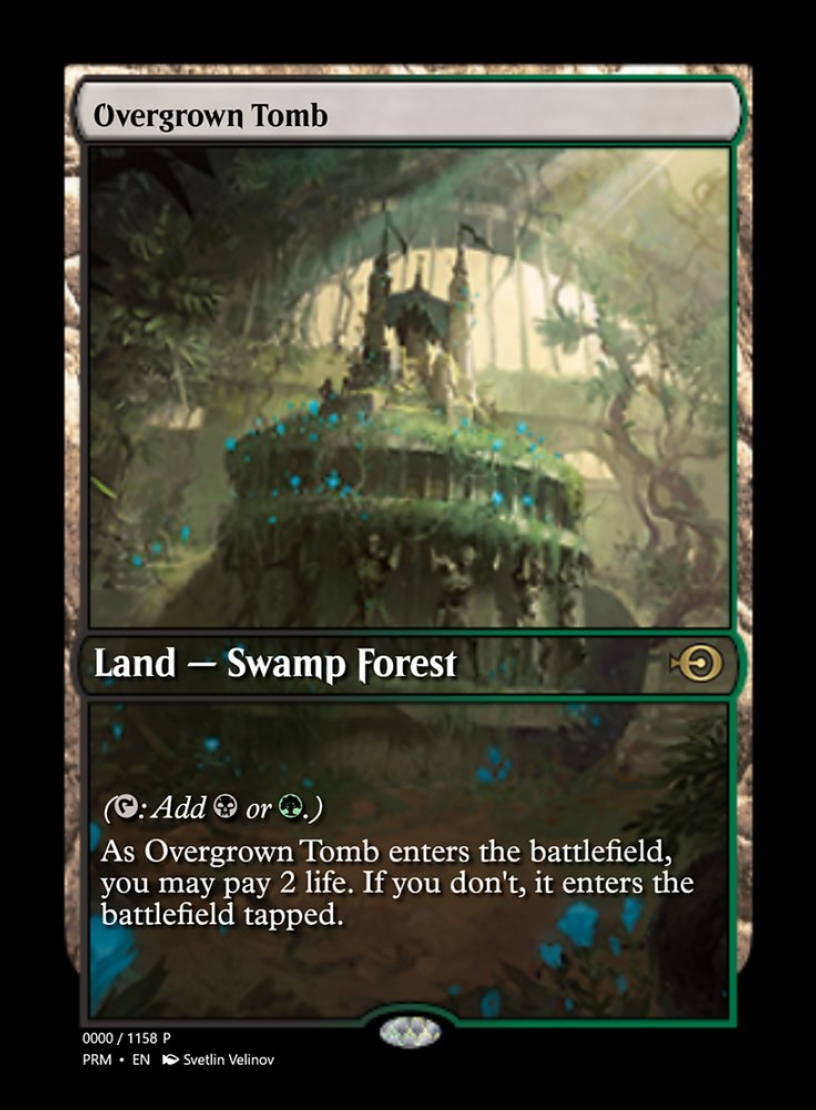 Overgrown Tomb
Land — Swamp Forest
(: Add or .)
As Overgrown Tomb enters the battlefield,
you may pay 2 life. If you don't, it enters the
battlefield tapped.
0000 / 1158 P
PRM • EN Svetlin Velinov